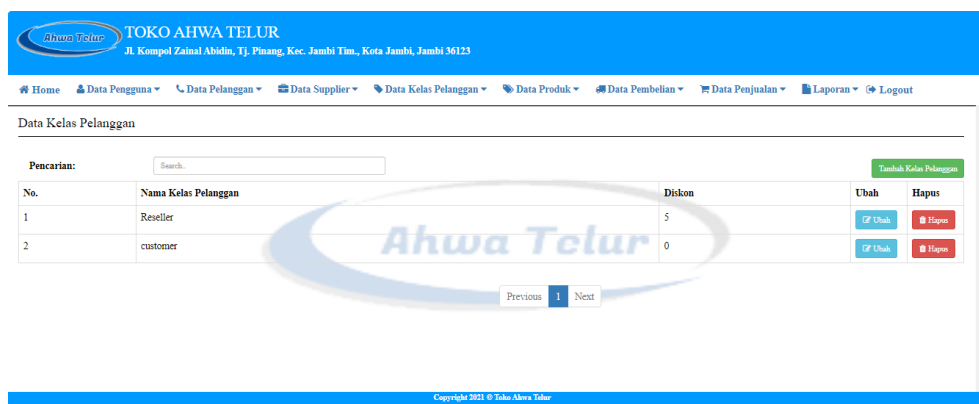 Ahwa Telur
TOKO AHWA TELUR
Jl. Kompol Zainal Abidin, Tj. Pinang, Kec. Jambi Tim., Kota Jambi, Jambi 36123
Home Data Pengguna Data Pelanggan Data Supplier Data Kelas Pelanggan Data Produk Data Pembelian Data Penjualan Laporan Logout
Data Kelas Pelanggan
Pencarian: Search.. Tambah Kelas Pelanggan
No. Nama Kelas Pelanggan Diskon Ubah Hapus
1 Reseller 5 Ubah Hapus
2 customer 0 Ubah Hapus
Ahwa Telur
Previous 1 Next
Copyright 2021 © Toko Ahwa Telur